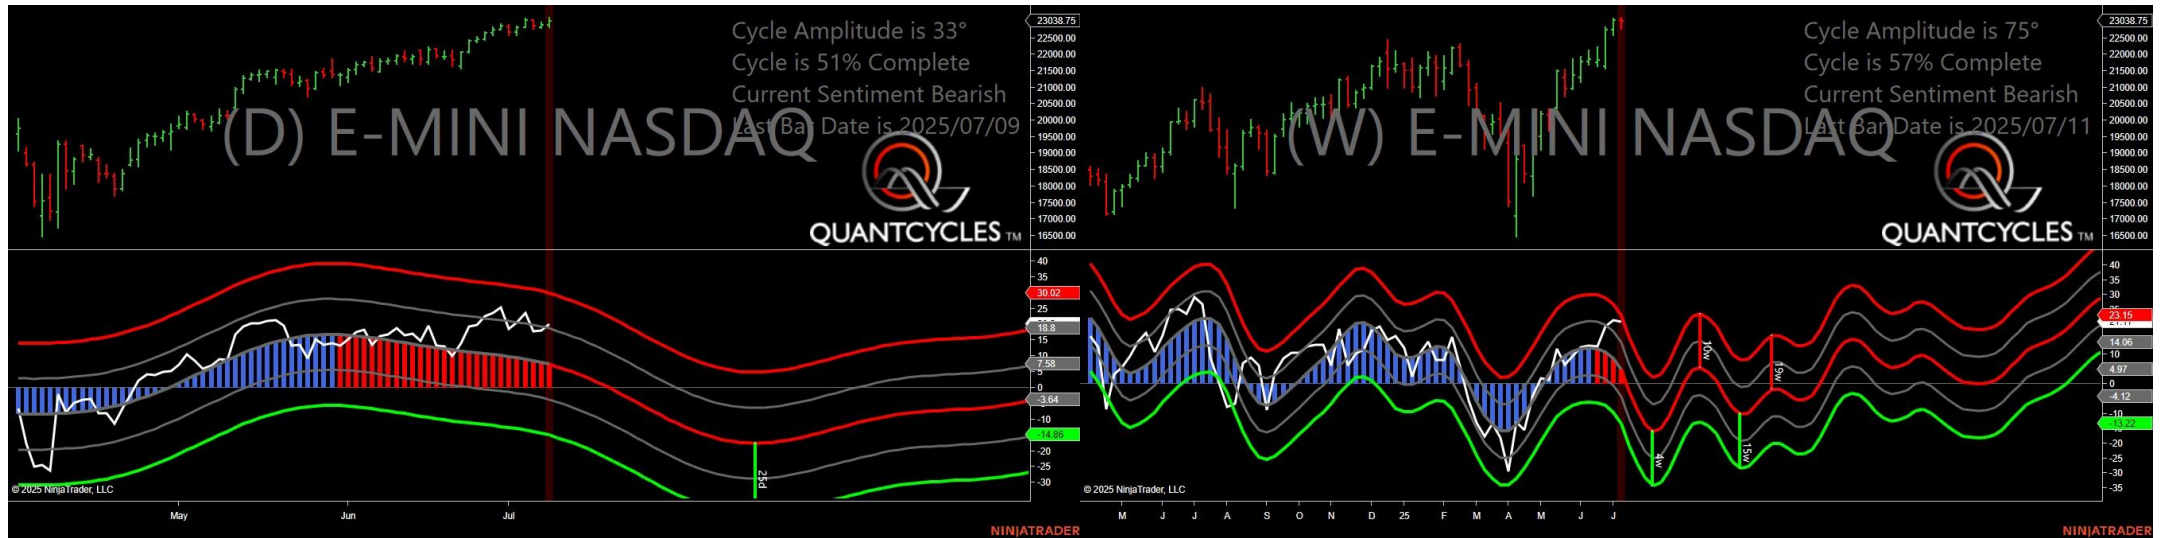 Cycle Amplitude is 33°
Cycle is 51% Complete
Current Sentiment Bearish
Last Bar Date is 2025/07/09
(D) E-MINI NASDAQ
QUANTCYCLES TM
23038.75
22500.00
22000.00
21500.00
21000.00
20500.00
20000.00
19500.00
19000.00
18500.00
18000.00
17500.00
17000.00
16500.00
40
35
30.02
25
18.8
15
10
7.58
5
0
-3.64
-10
-14.86
-20
-25
-30
25d
© 2025 NinjaTrader, LLC
May
Jun
Jul
NINJATRADER
Cycle Amplitude is 75°
Cycle is 57% Complete
Current Sentiment Bearish
Last Bar Date is 2025/07/11
(W) E-MINI NASDAQ
QUANTCYCLES TM
23038.75
22500.00
22000.00
21500.00
21000.00
20500.00
20000.00
19500.00
19000.00
18500.00
18000.00
17500.00
17000.00
16500.00
40
35
30
23.15
14.06
10
4.97
0
-4.12
-10
-13.22
-20
-25
-30
-35
10w
19w
4w
15w
© 2025 NinjaTrader, LLC
M
J
J
A
S
O
N
D
25
F
M
A
M
J
J
NINJATRADER